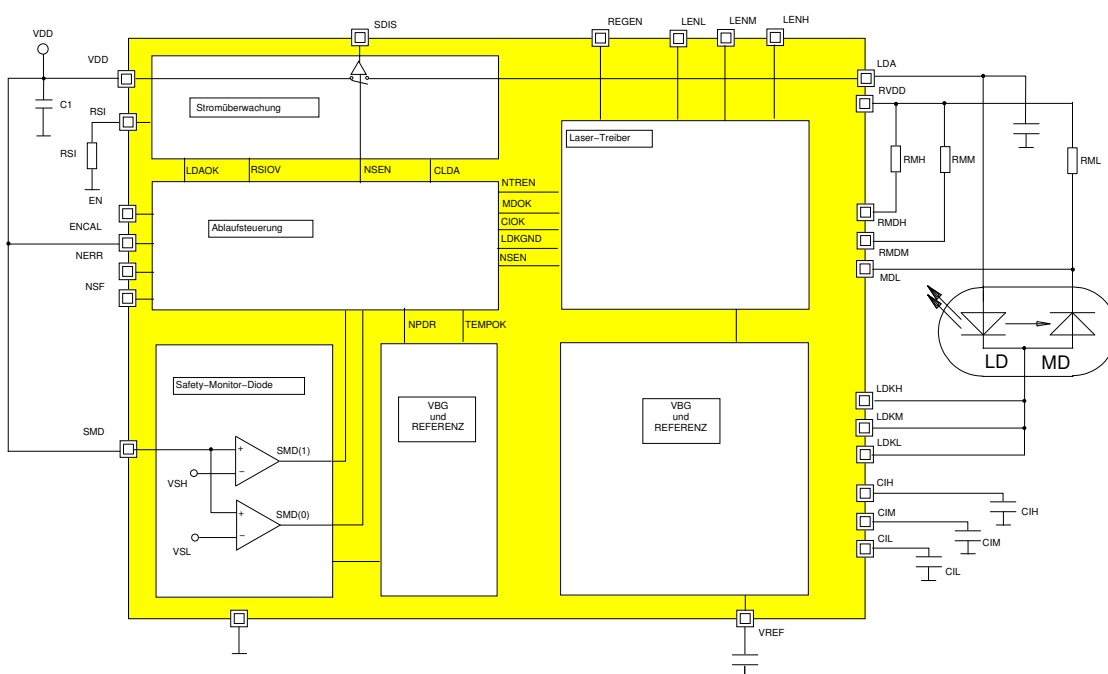 SDIS
REGEN
LENL
LENM
LENH
VDD
VDD
LDA
C1
RSI
RSI
EN
Stromüberwachung
RVDD
Laser-Treiber
RMH
RMM
RML
LDAOK
RSIOV
NSEN
CLDA
NTREN
MDOK
CIOK
LDKGND
NSEN
Ablaufsteuerung
ENCAL
NERR
NSF
RMDH
RMDM
MDL
NPDR
TEMPOK
LD
MD
Safety-Monitor-Diode
VBG
und
REFERENZ
VBG
und
REFERENZ
LDKH
LDKM
LDKL
SMD
+
−
SMD(1)
VSH
+
−
SMD(0)
VSL
CIH
CIM
CIL
CIH
CIM
CIL
VREF